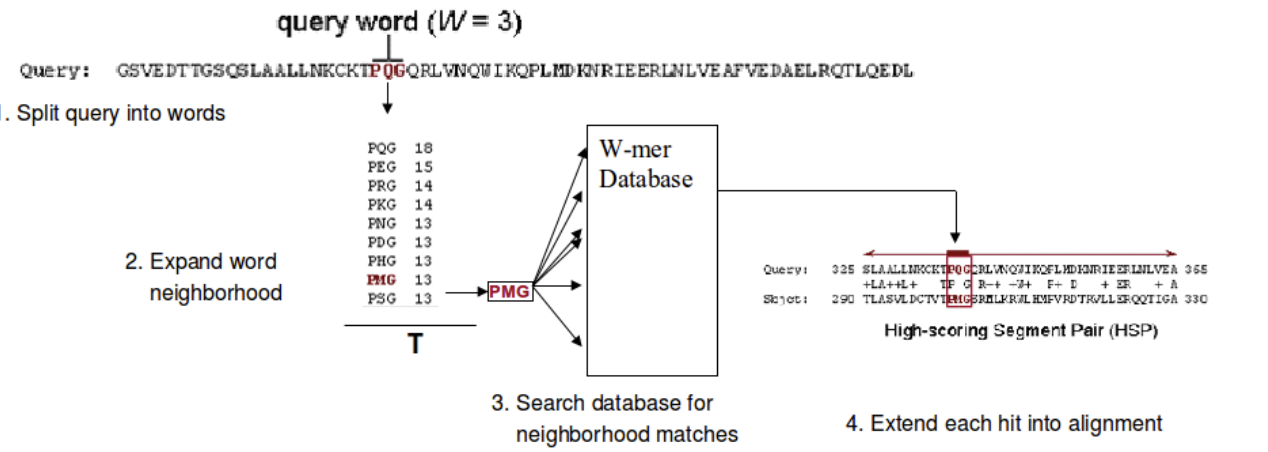 query word (W = 3)
Query: GSVEDTTGSQSLAALLNKCKTPQGQRLVNQWIKQPLMDKNRIEERLNLVEAFVEDAELRQTLQEDL
. Split query into words
PQG 18
PEG 15
PRG 14
PKG 14
PNG 13
PDG 13
PHG 13
PMG 13
PSG 13
T
2. Expand word
neighborhood
PMG
W-mer
Database
3. Search database for
neighborhood matches
Query: 325 SLAALLNKCKTPQGQRLVNQWIKQPLMDKNRIEERLNLVEA 365
+LA++L+ TP G R++ +W+ P+ D + ER + A
Sbjct: 290 TLASVLDCTVTPMGSRMLKRWLHMPVRDTRVLLERQQTIGA 330
High-scoring Segment Pair (HSP)
4. Extend each hit into alignment